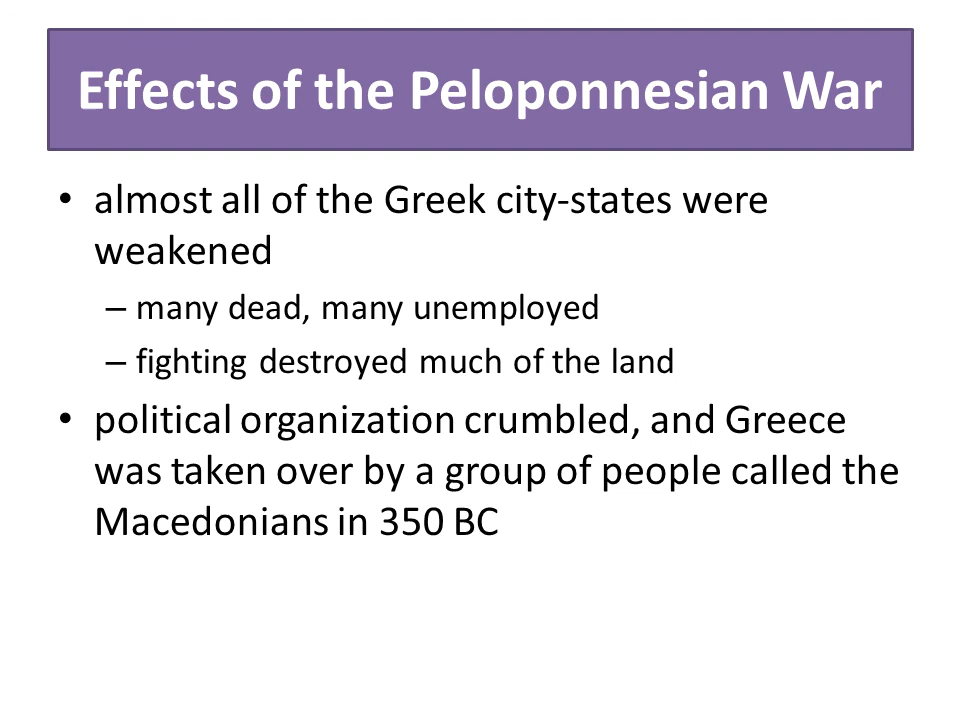 Effects of the Peloponnesian War
• almost all of the Greek city-states were
weakened
– many dead, many unemployed
– fighting destroyed much of the land
• political organization crumbled, and Greece
was taken over by a group of people called the
Macedonians in 350 BC